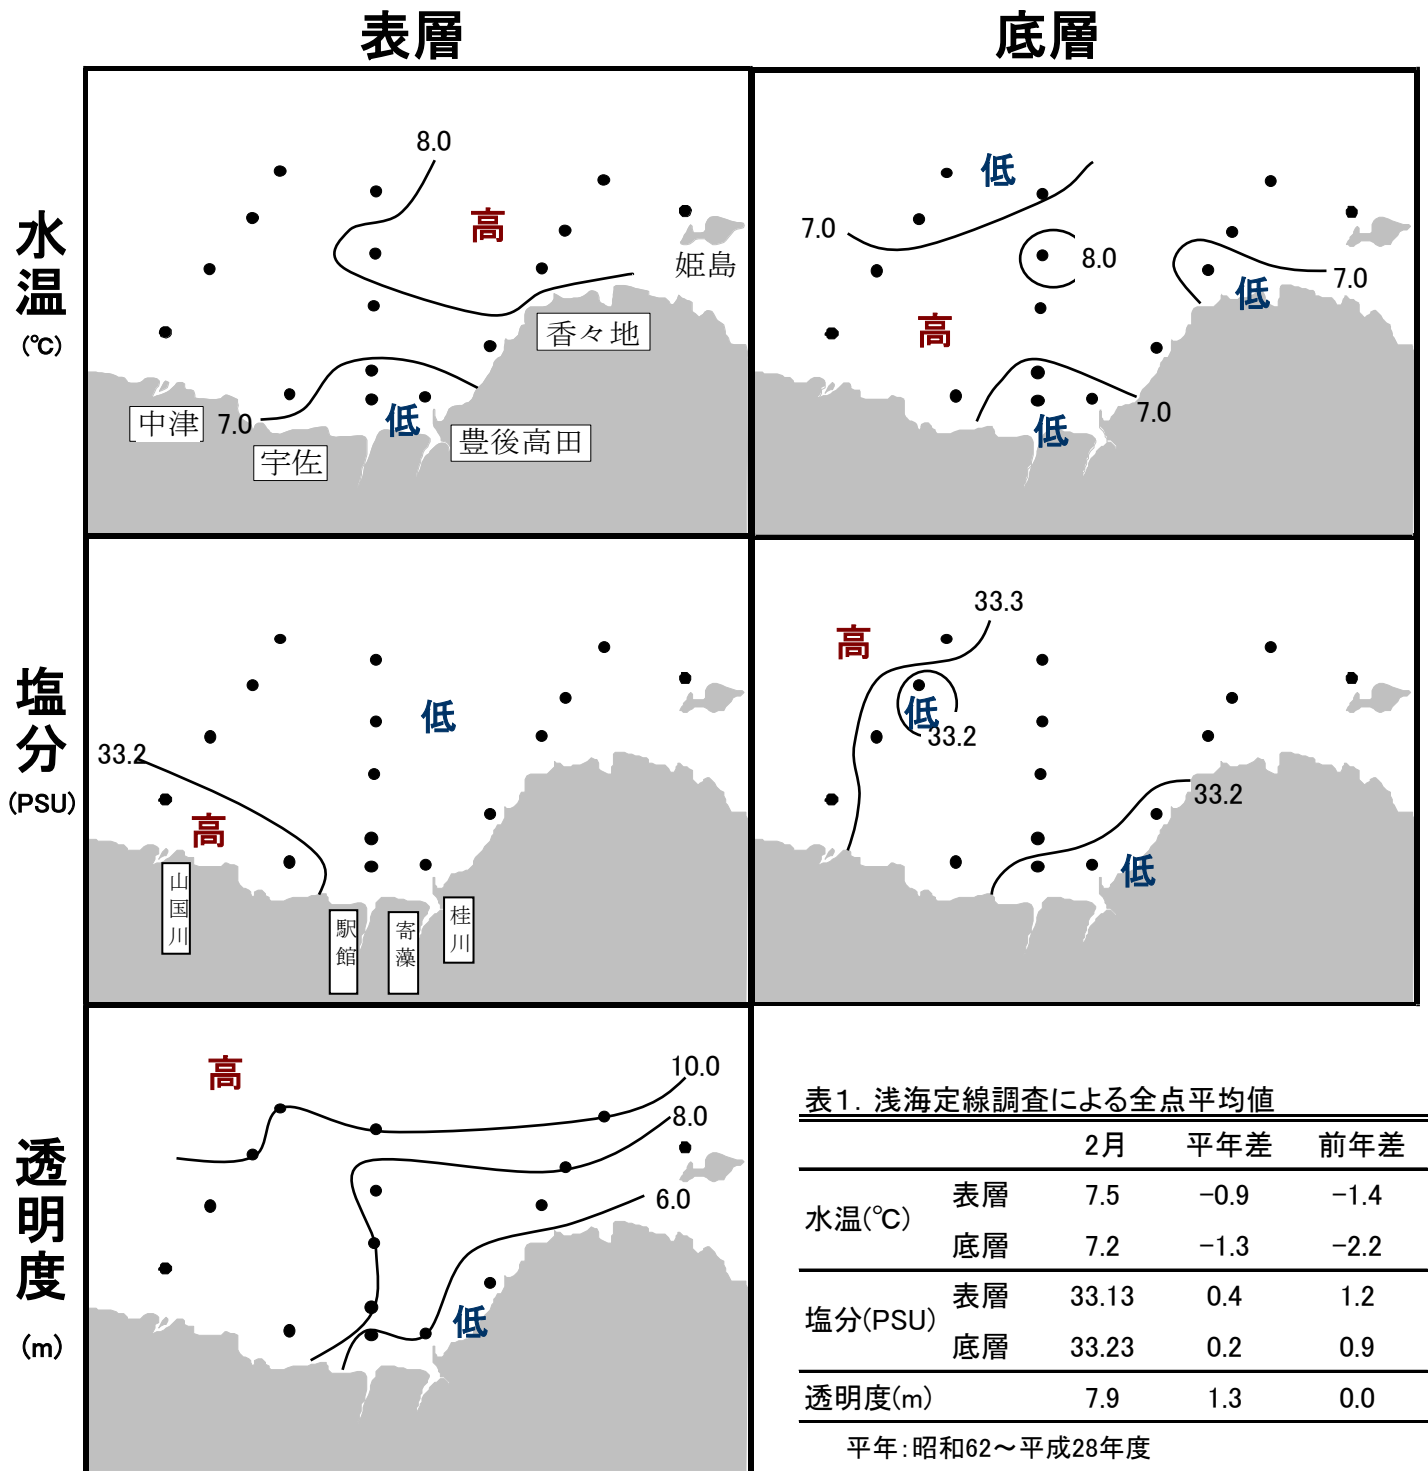 表層
底層
水温
(℃)
8.0
高
姫島
香々地
中津
7.0
低
宇佐
豊後高田
低
7.0
8.0
低
7.0
高
7.0
低
塩分
(PSU)
低
33.2
高
山国川
駅館
寄藻
桂川
33.3
高
低
33.2
33.2
低
透明度
(m)
高
10.0
8.0
6.0
低
表1. 浅海定線調査による全点平均値
2月 平年差 前年差
水温(℃) 表層 7.5 -0.9 -1.4
底層 7.2 -1.3 -2.2
塩分(PSU) 表層 33.13 0.4 1.2
底層 33.23 0.2 0.9
透明度(m) 7.9 1.3 0.0
平年:昭和62～平成28年度